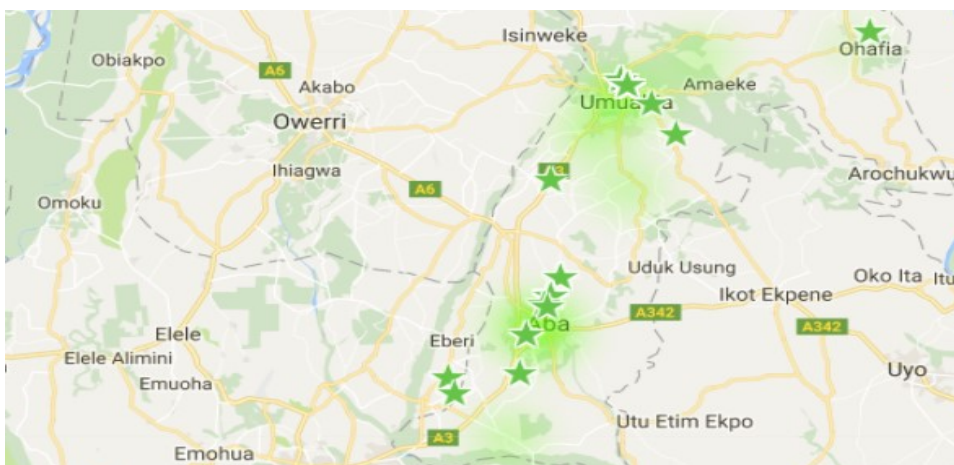 Isinweke
Ohafia
Obiakpo
A6
Akabo
Amaeke
Owerri
Ihiagwa
Arochukwu
A6
Omoku
Uduk Usung
Oko Ita
Itu
Ikot Ekpene
A342
Aba
A342
Elele
Eberi
Elele Alimini
Emuoha
Uyo
Utu Etim Ekpo
A3
Emohua